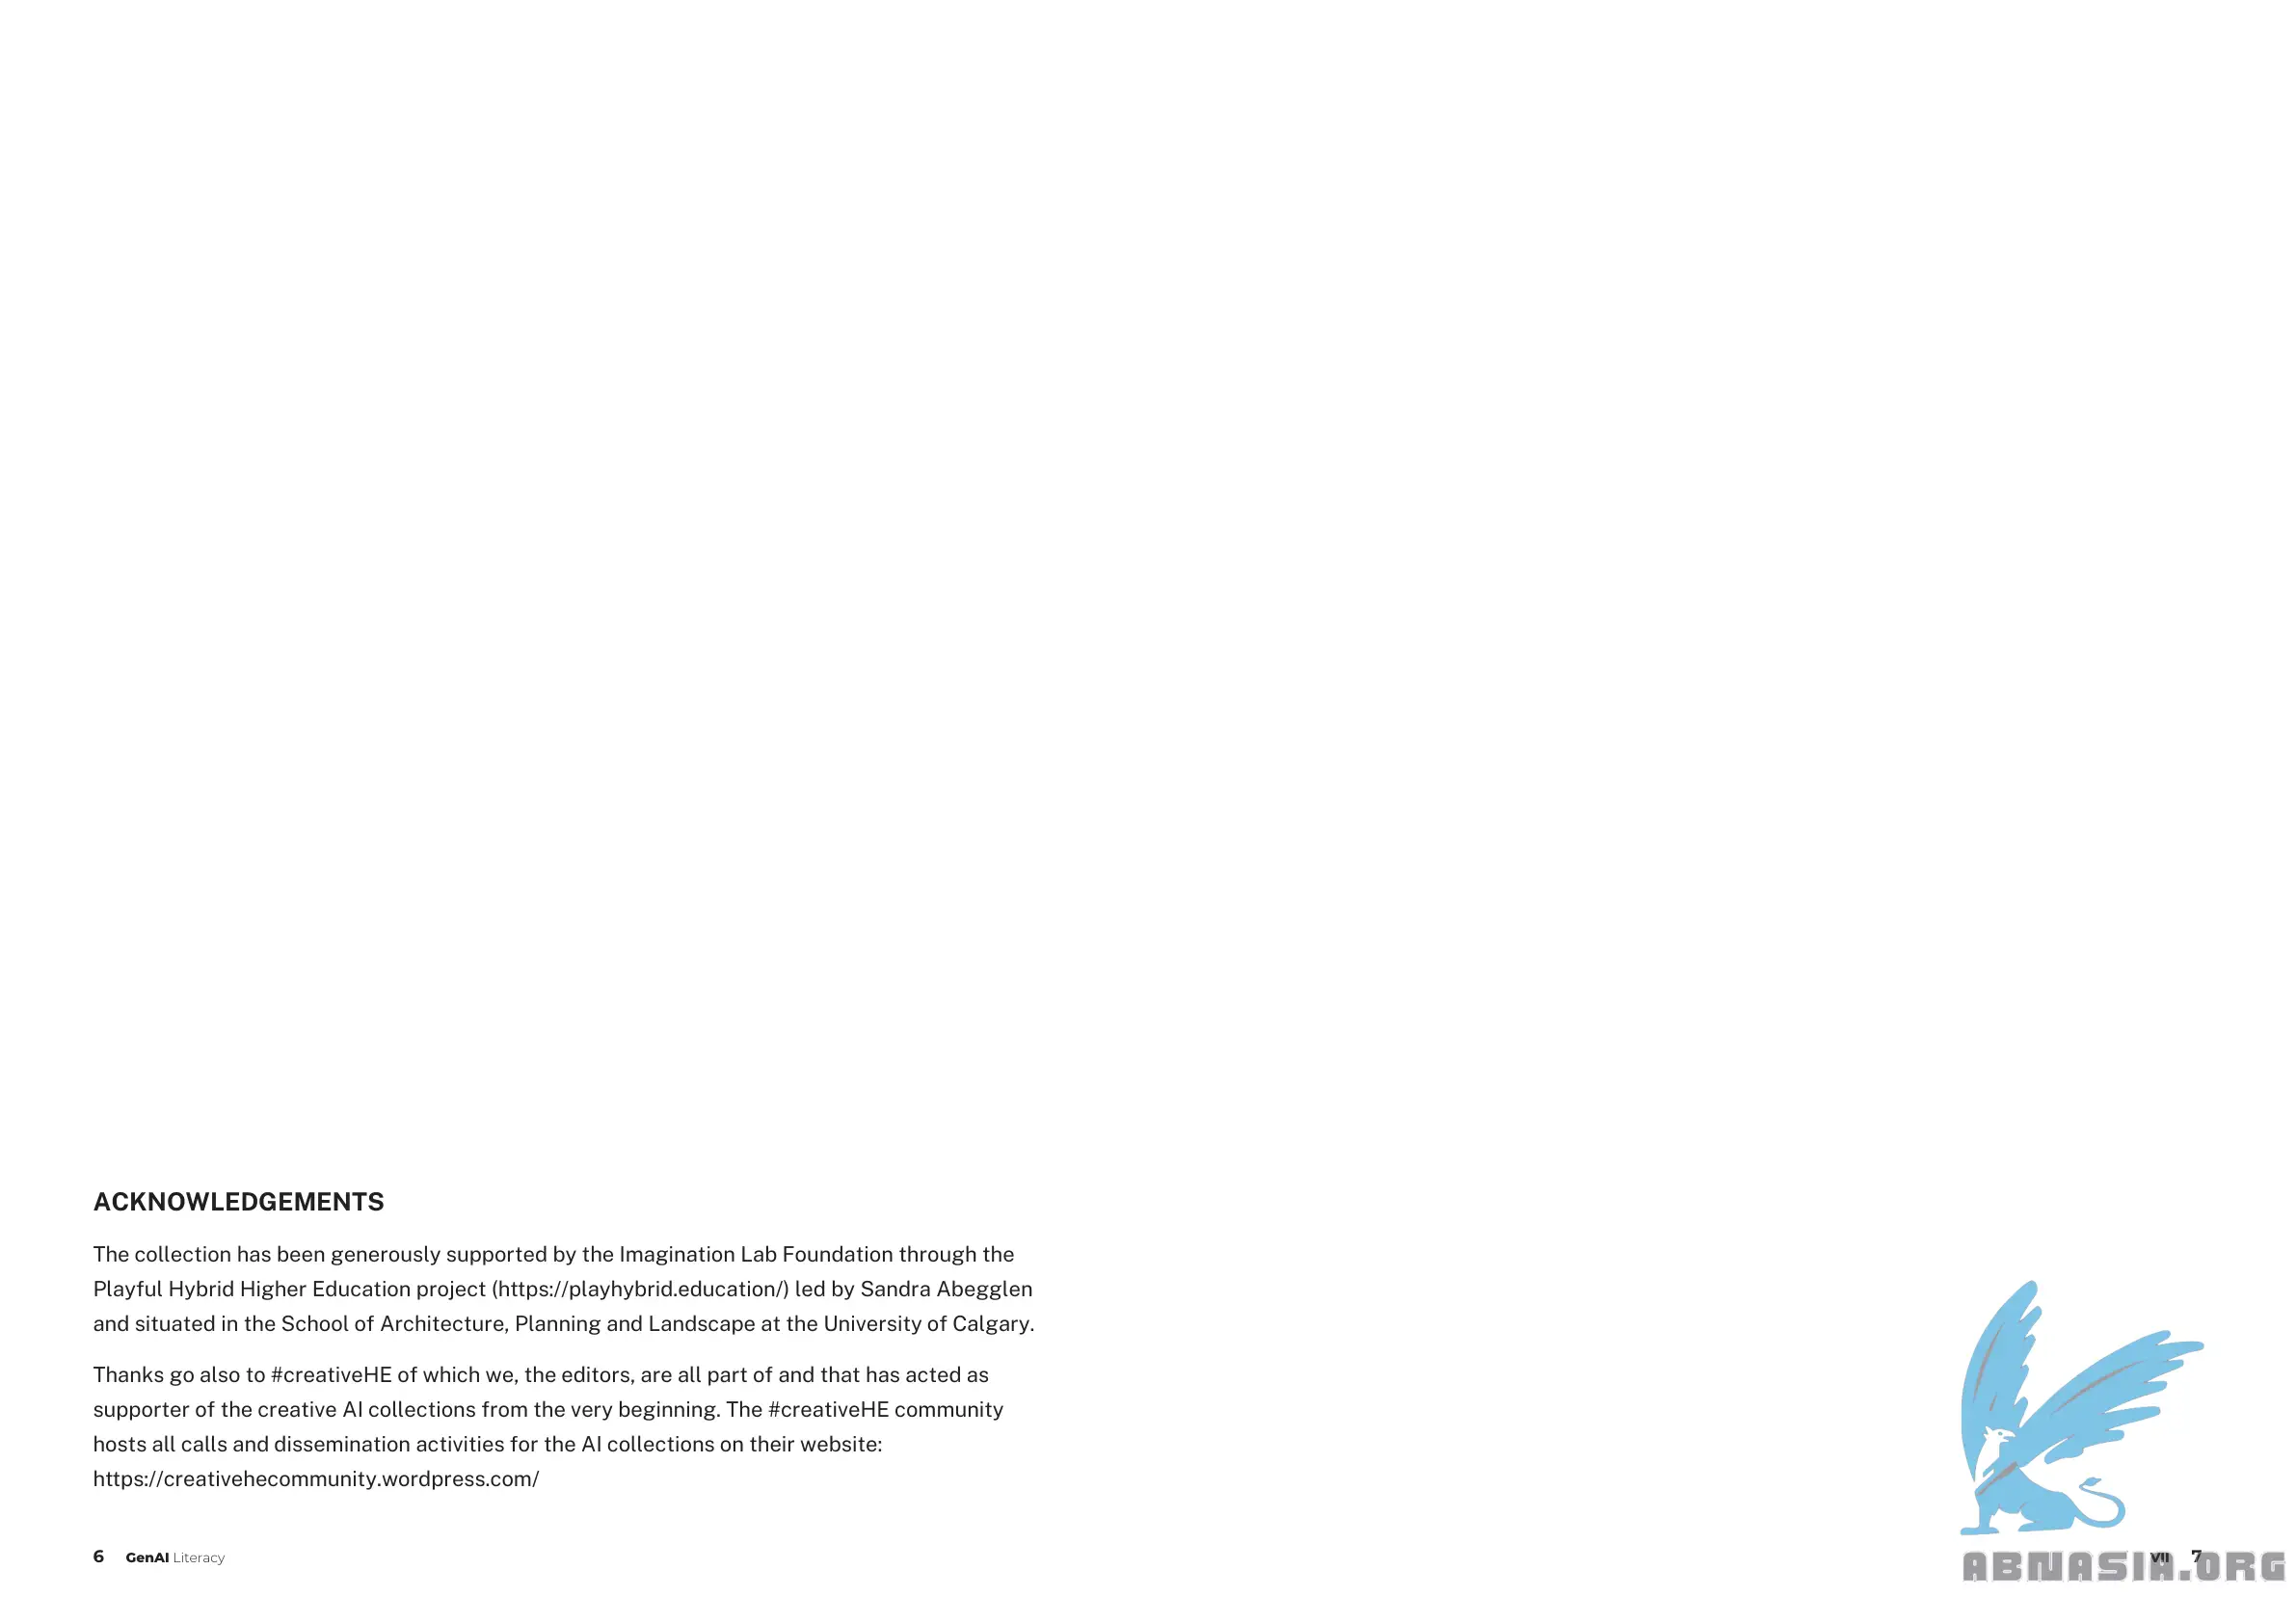 ACKNOWLEDGEMENTS
The collection has been generously supported by the Imagination Lab Foundation through the
Playful Hybrid Higher Education project (https://playhybrid.education/) led by Sandra Abegglen
and situated in the School of Architecture, Planning and Landscape at the University of Calgary.
Thanks go also to #creativeHE of which we, the editors, are all part of and that has acted as
supporter of the creative AI collections from the very beginning. The #creativeHE community
hosts all calls and dissemination activities for the AI collections on their website:
https://creativehecommunity.wordpress.com/
6 GenAI Literacy
VII 7
ABNASIA.ORG